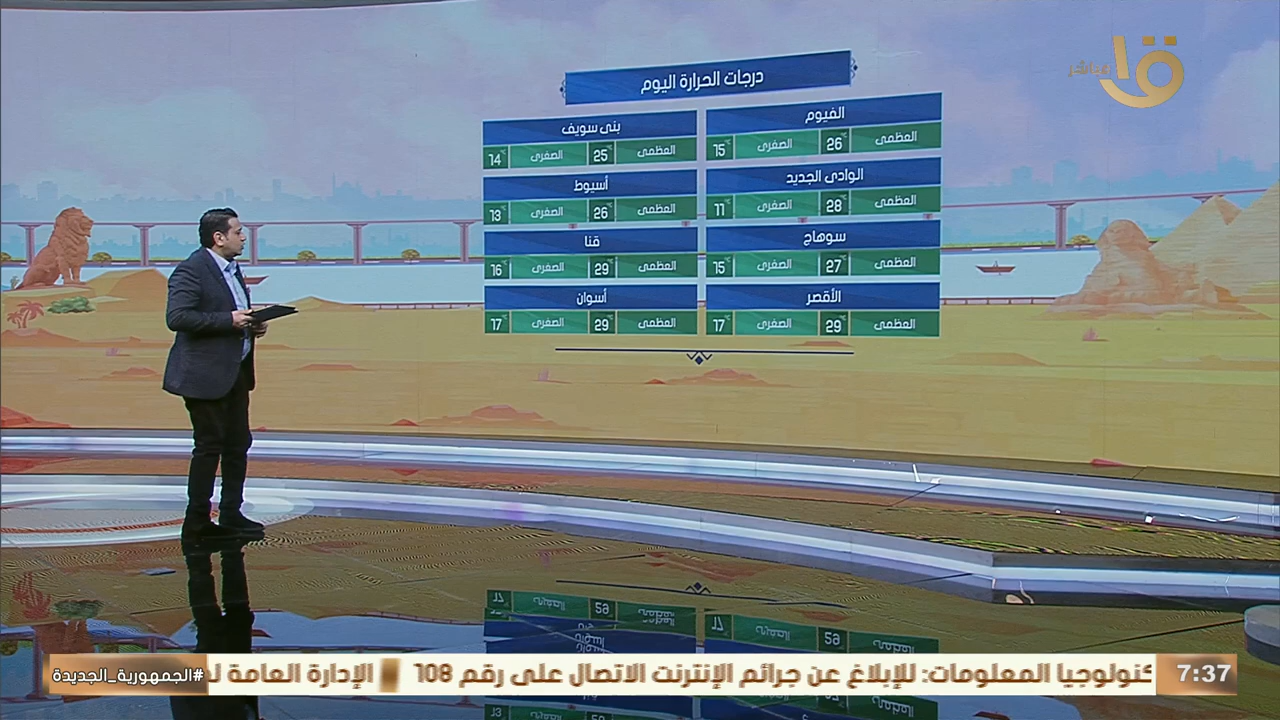 مباشر
درجات الحرارة اليوم
الفيوم
العظمى 26 الصغرى 15
بنى سويف
العظمى 25 الصغرى 14
الوادى الجديد
العظمى 28 الصغرى 11
أسيوط
العظمى 26 الصغرى 13
سوهاج
العظمى 27 الصغرى 15
قنا
العظمى 29 الصغرى 16
الأقصر
العظمى 29 الصغرى 17
أسوان
العظمى 29 الصغرى 17
7:37
كنولوجيا المعلومات: للإبلاغ عن جرائم الإنترنت الاتصال على رقم 108 الإدارة العامة ل
#الجمهورية_الجديدة